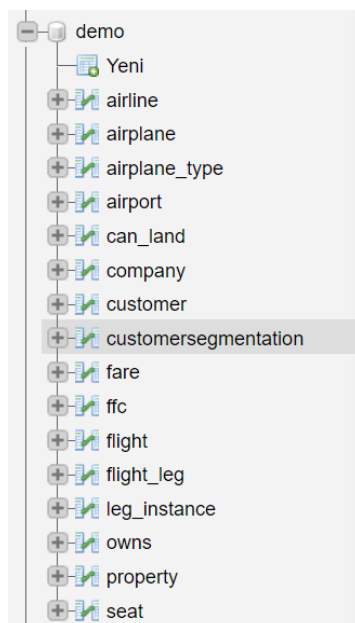 demo
Yeni
airline
airplane
airplane_type
airport
can_land
company
customer
customersegmentation
fare
ffc
flight
flight_leg
leg_instance
owns
property
seat